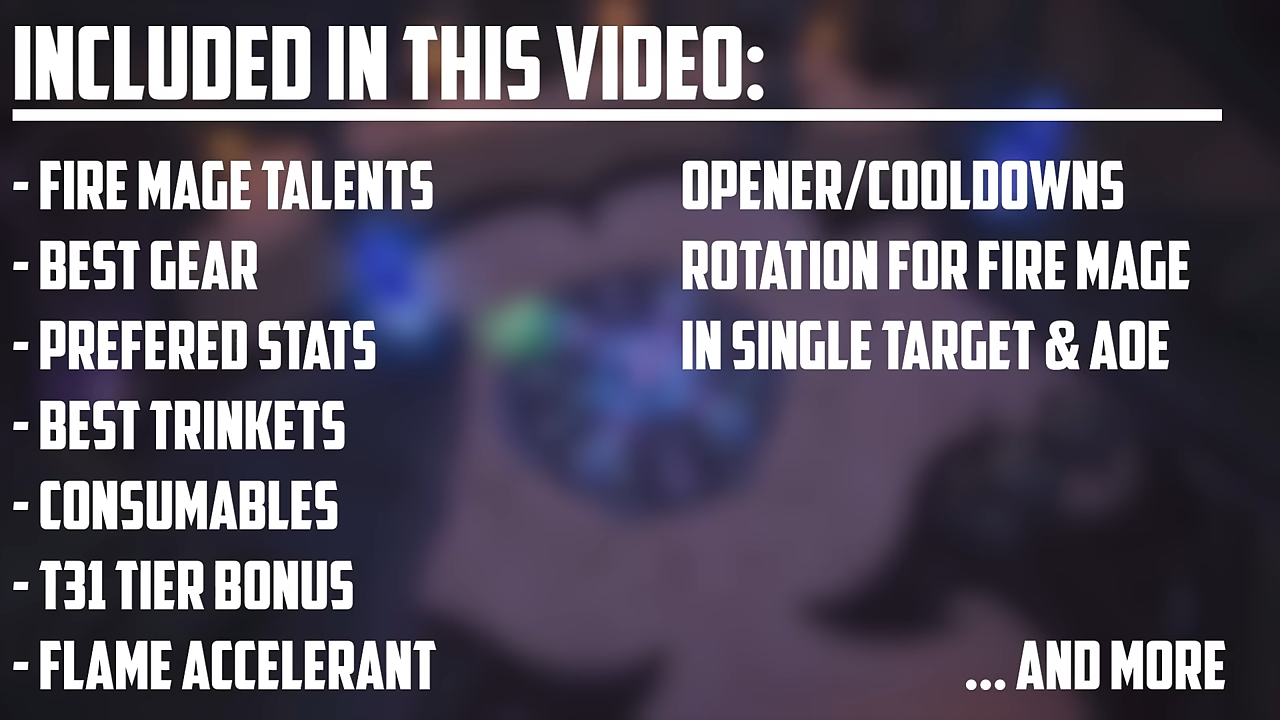 INCLUDED IN THIS VIDEO:
- FIRE MAGE TALENTS
- BEST GEAR
- PREFERED STATS
- BEST TRINKETS
- CONSUMABLES
- T31 TIER BONUS
- FLAME ACCELERANT
OPENER/COOLDOWNS
ROTATION FOR FIRE MAGE
IN SINGLE TARGET & AOE
... AND MORE